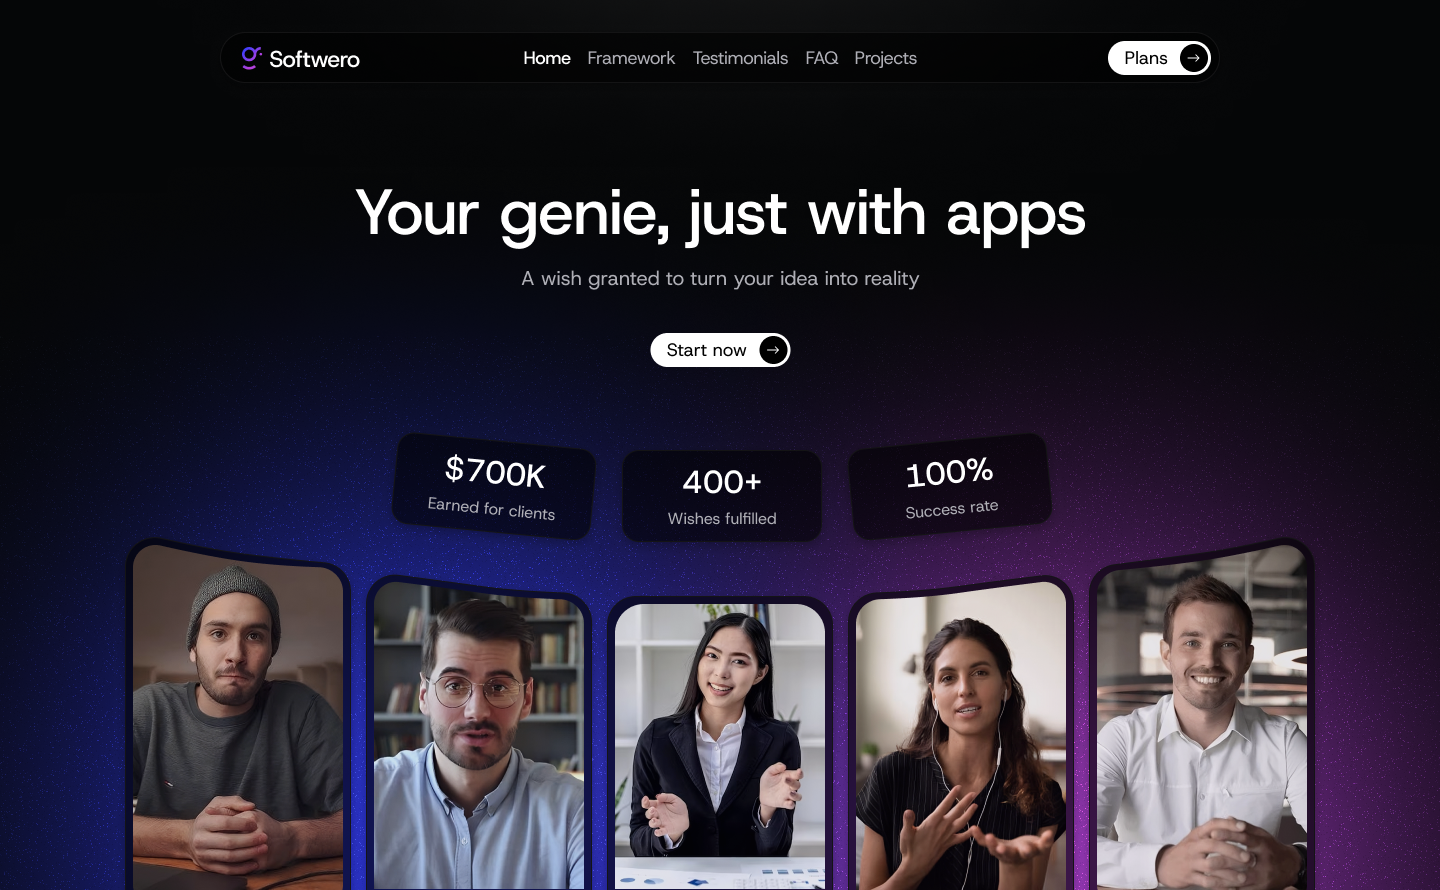 Softwero
Home Framework Testimonials FAQ Projects
Plans
Your genie, just with apps
A wish granted to turn your idea into reality
Start now
$700K
Earned for clients
400+
Wishes fulfilled
100%
Success rate